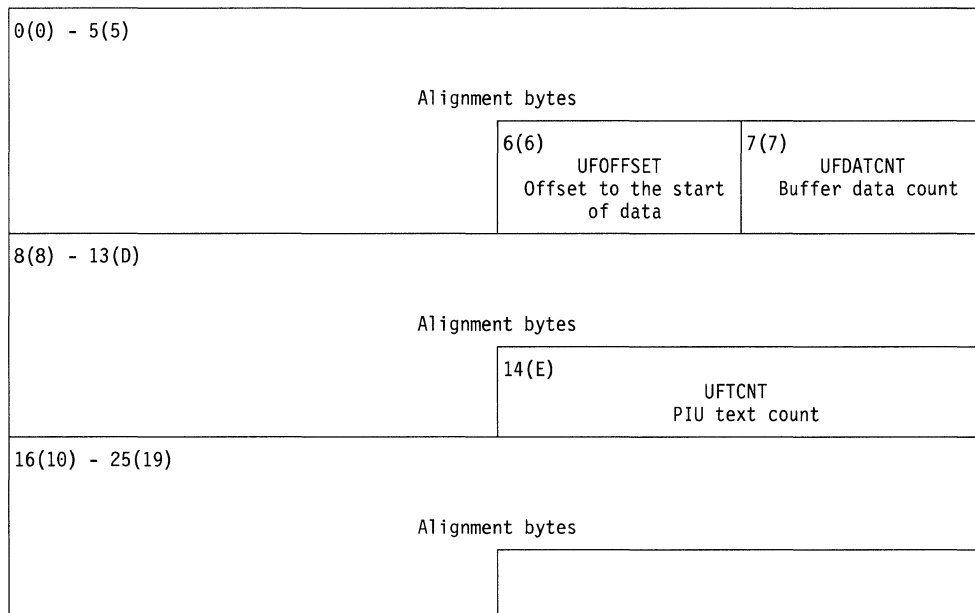 0(0) - 5(5)
Alignment bytes
6(6)
UFOFFSET
Offset to the start
of data
7(7)
UFDATCNT
Buffer data count
8(8) - 13(D)
Alignment bytes
14(E)
UFTCNT
PIU text count
16(10) - 25(19)
Alignment bytes